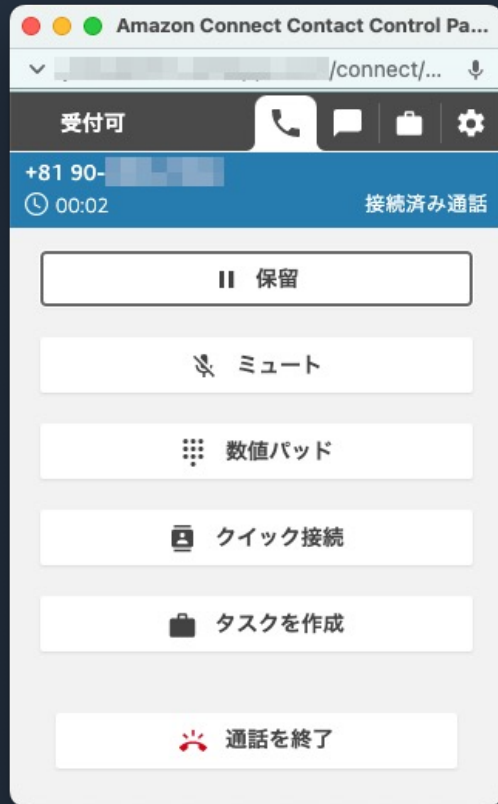 Amazon Connect Contact Control Pa...
/connect/...
受付可
+81 90-
00:02
接続済み通話
保留
ミュート
数値パッド
クイック接続
タスクを作成
通話を終了